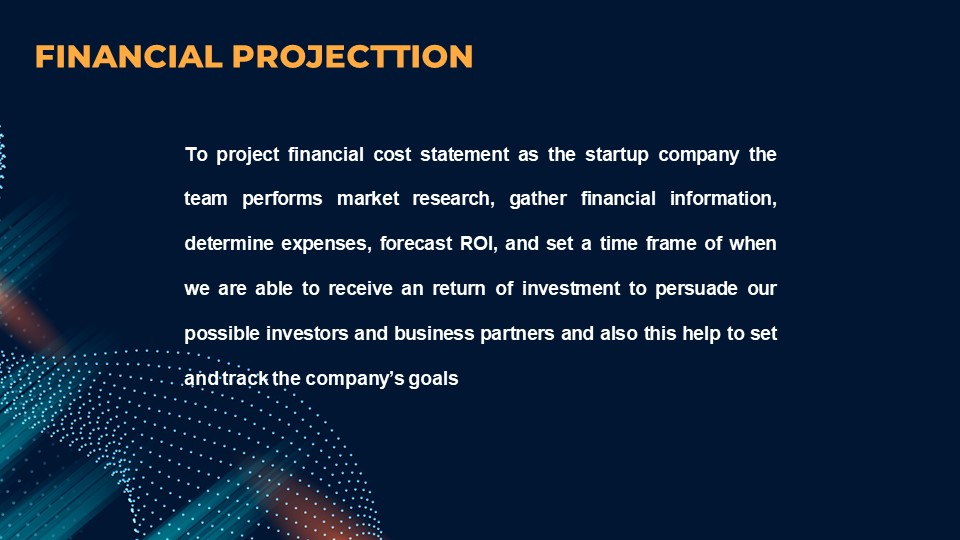 FINANCIAL PROJECTTION
To project financial cost statement as the startup company the
team performs market research, gather financial information,
determine expenses, forecast ROI, and set a time frame of when
we are able to receive an return of investment to persuade our
possible investors and business partners and also this help to set
and track the company’s goals